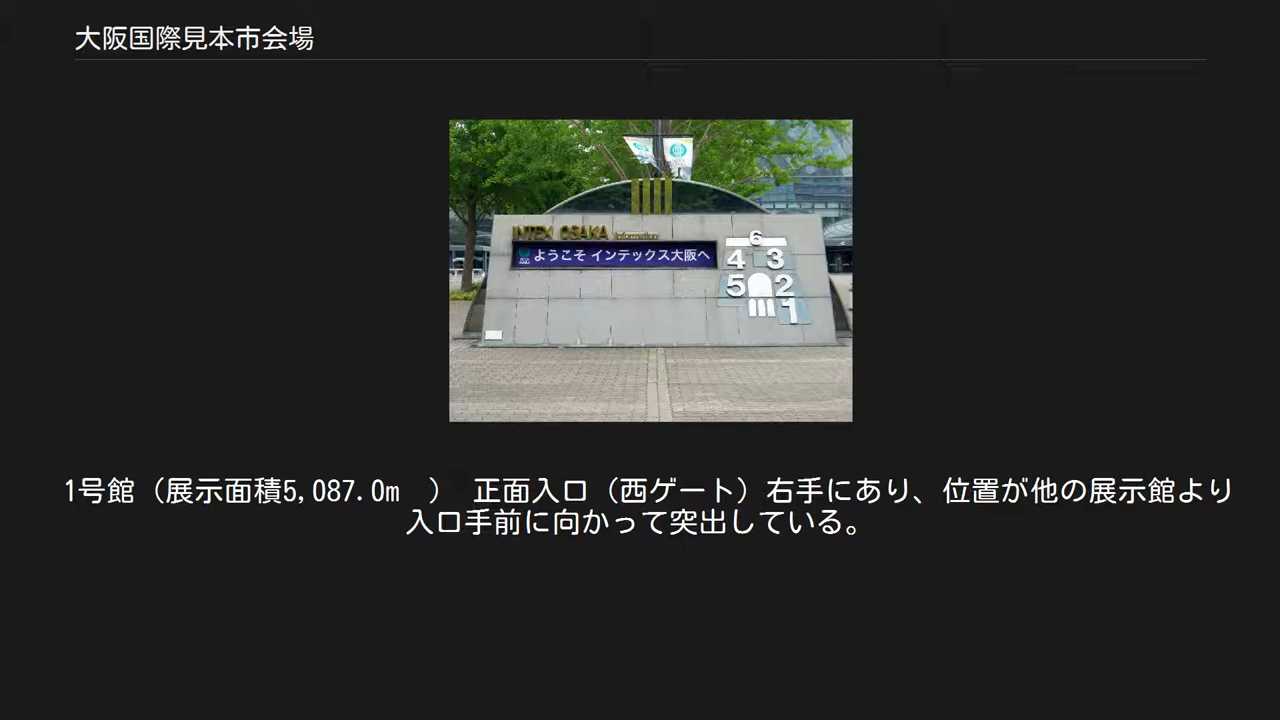 大阪国際見本市会場
INTEX OSAKA Information
ようこそ インテックス大阪へ
6
4 3
5 2
1
1号館（展示面積5,087.0m　） 正面入口（西ゲート）右手にあり、位置が他の展示館より
入口手前に向かって突出している。